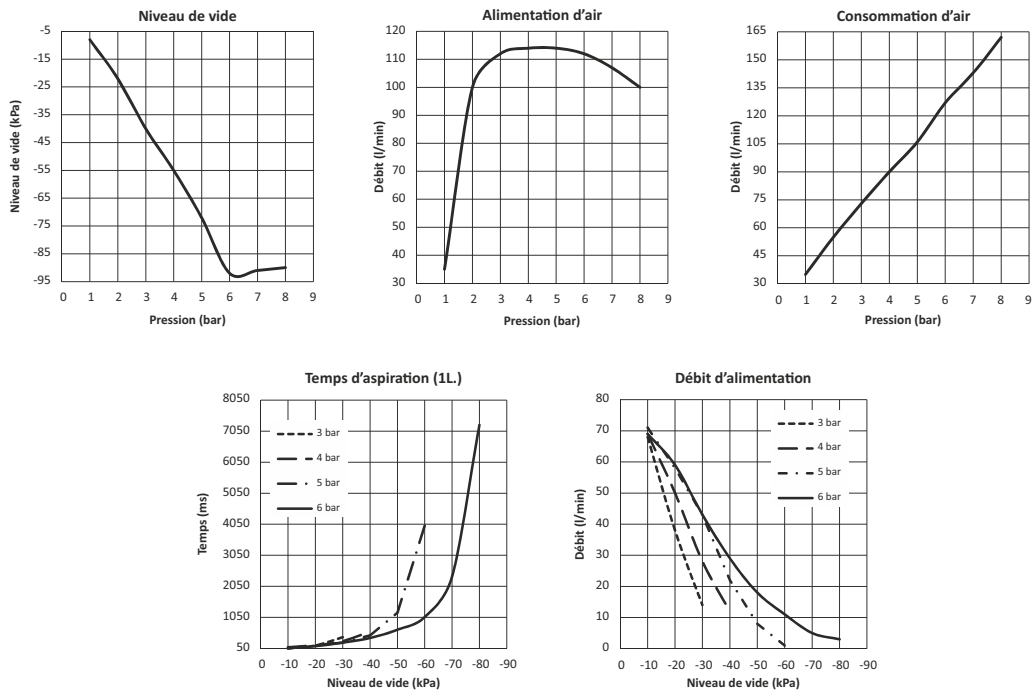 Niveau de vide
-5
-15
-25
-35
-45
-55
-65
-75
-85
-95
Niveau de vide (kPa)
0 1 2 3 4 5 6 7 8 9
Pression (bar)
Alimentation d'air
120
110
100
90
80
70
60
50
40
30
Débit (l/min)
0 1 2 3 4 5 6 7 8 9
Pression (bar)
Consommation d'air
165
155
135
125
105
90
75
60
45
30
Débit (l/min)
0 1 2 3 4 5 6 7 8 9
Pression (bar)
Temps d'aspiration (1L.)
8050
7050
6050
5050
4050
3050
2050
1050
50
Temps (ms)
3 bar
4 bar
5 bar
6 bar
0 -10 -20 -30 -40 -50 -60 -70 -80 -90
Niveau de vide (kPa)
Débit d'alimentation
80
70
60
50
40
30
20
10
0
Débit (l/min)
3 bar
4 bar
5 bar
6 bar
0 -10 -20 -30 -40 -50 -60 -70 -80 -90
Niveau de vide (kPa)